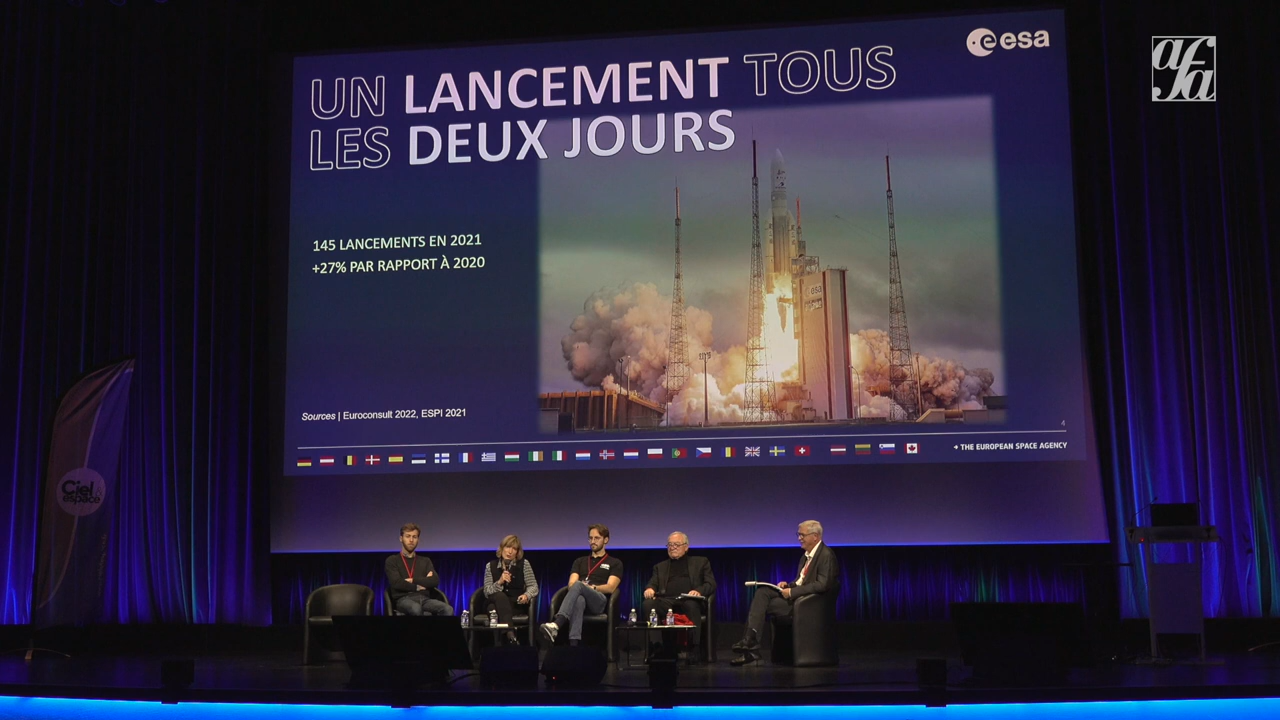 esa
afa
UN LANCEMENT TOUS
LES DEUX JOURS
145 LANCEMENTS EN 2021
+27% PAR RAPPORT À 2020
esa
Sources | Euroconsult 2022, ESPI 2021
4
→ THE EUROPEAN SPACE AGENCY
Ciel &
espace